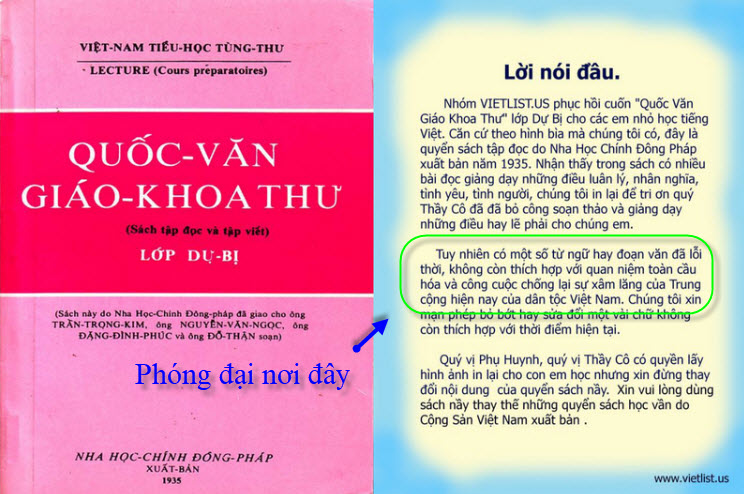 VIỆT-NAM TIỂU-HỌC TÙNG-THƯ
LECTURE (Cours préparatoires)
QUỐC-VĂN
GIÁO-KHOA THƯ
(Sách tập đọc và tập viết)
LỚP DỰ-BỊ
(Sách này do Nha Học-Chính Đông-pháp đã giao cho ông
TRẦN-TRỌNG-KIM, ông NGUYỄN-VĂN-NGỌC, ông
ĐẶNG-ĐÌNH-PHÚC và ông ĐỖ-THẬN soạn)
Phóng đại nơi đây
NHA HỌC-CHÍNH ĐÔNG-PHÁP
XUẤT-BẢN
1935
Lời nói đâu.
Nhóm VIETLIST.US phục hồi cuốn "Quốc Văn
Giáo Khoa Thư" lớp Dự Bị cho các em nhỏ học tiếng
Việt. Căn cứ theo hình bìa mà chúng tôi có, đây là
quyển sách tập đọc do Nha Học Chính Đông Pháp
xuất bản năm 1935. Nhận thấy trong sách có nhiều
bài đọc giảng dạy những điều luân lý, nhân nghĩa,
tình yêu, tình người, chúng tôi in lại để tri ơn quý
Thầy Cô đã đã bỏ công soạn thảo và giảng dạy
những điều hay lẽ phải cho chúng em.
Tuy nhiên có một số từ ngữ hay đoạn văn đã lỗi
thời, không còn thích hợp với quan niệm toàn cầu
hóa và công cuộc chống lại sự xâm lăng của Trung
cộng hiện nay của dân tộc Việt Nam. Chúng tôi xin
mạn phép bỏ bớt hay sửa đổi một vài chữ không
còn thích hợp với thời điểm hiện tại.
Quý vị Phụ Huynh, quý vị Thầy Cô có quyền lấy
hình ảnh in lại cho con em học nhưng xin đừng thay
đổi nội dung của quyển sách nầy. Xin vui lòng dùng
sách nầy thay thế những quyển sách học vần do
Cộng Sản Việt Nam xuất bản .
www.vietlist.us